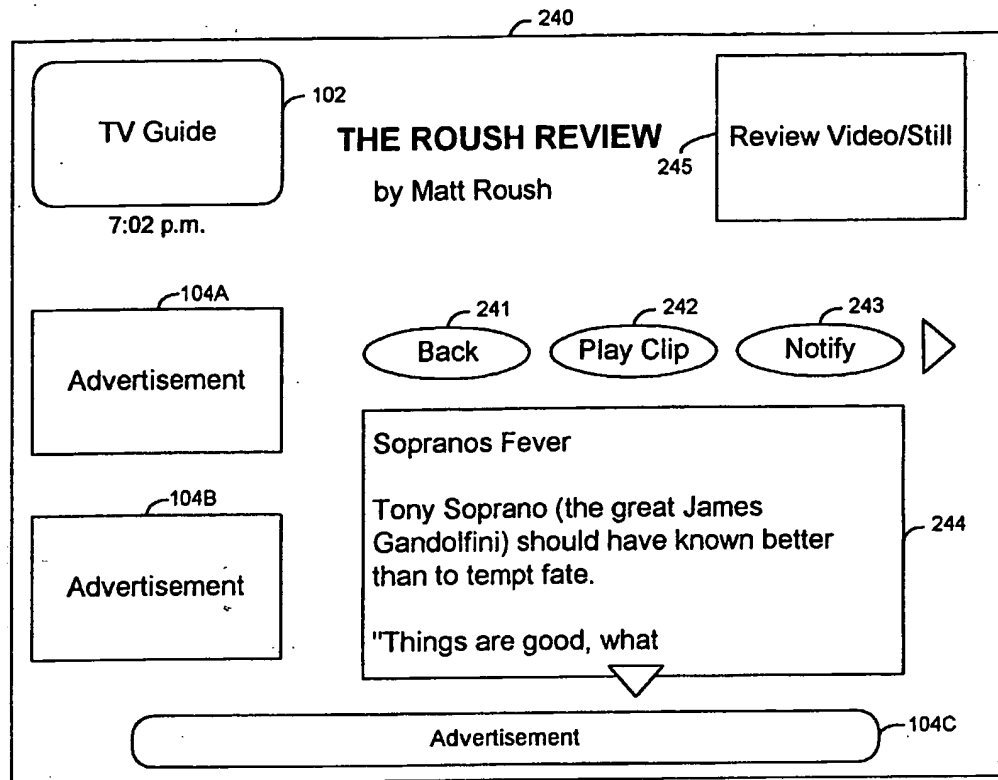 240
TV Guide
102
7:02 p.m.
THE ROUSH REVIEW
by Matt Roush
Review Video/Still
245
104A
Advertisement
104B
Advertisement
241
Back
242
Play Clip
243
Notify
Sopranos Fever
Tony Soprano (the great James
Gandolfini) should have known better
than to tempt fate.
"Things are good, what
244
Advertisement
104C